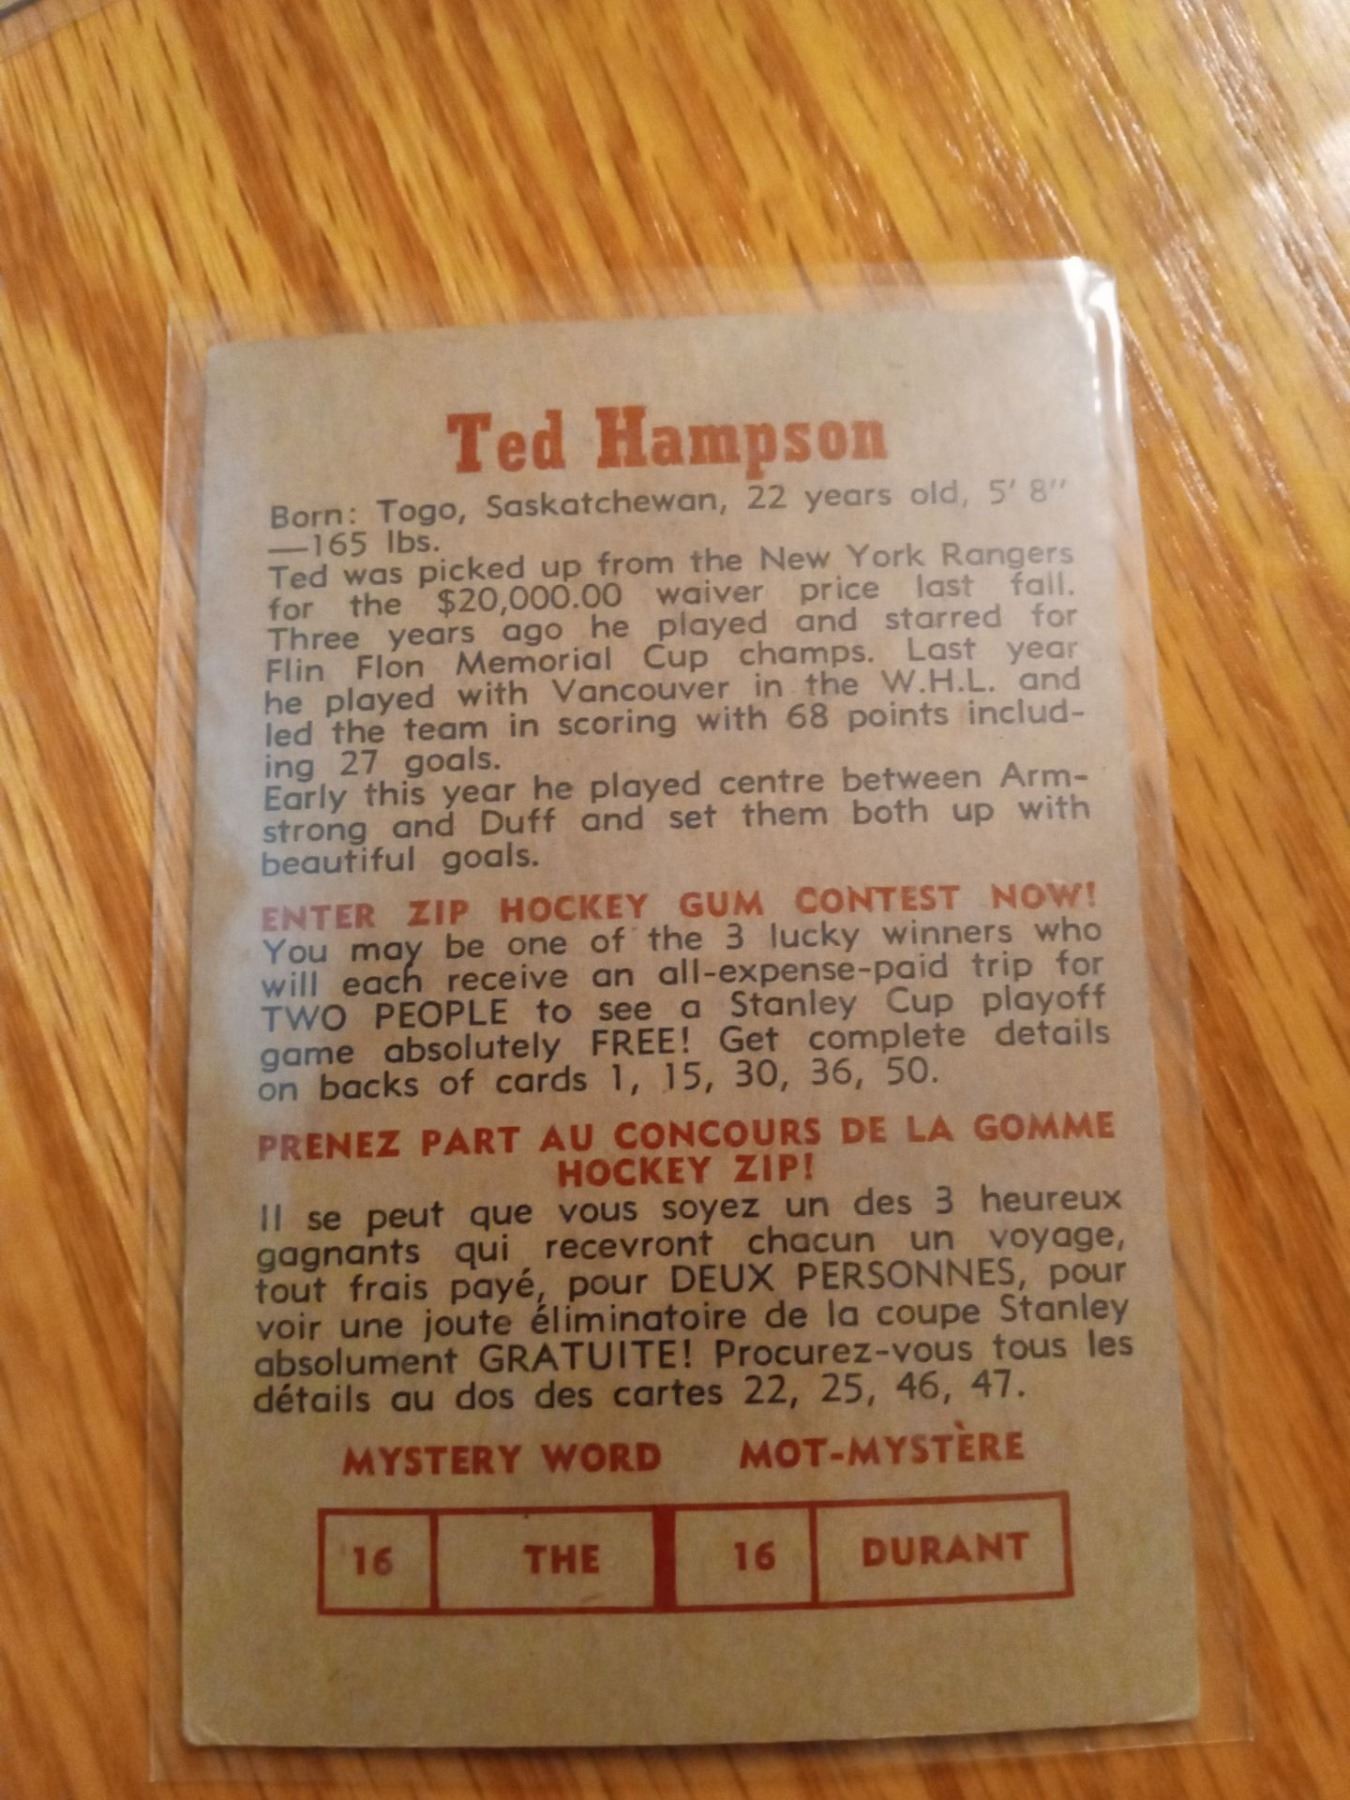 Ted Hampson
Born: Togo, Saskatchewan, 22 years old, 5' 8"
—165 lbs.
Ted was picked up from the New York Rangers
for the $20,000.00 waiver price last fall.
Three years ago he played and starred for
Flin Flon Memorial Cup champs. Last year
he played with Vancouver in the W.H.L. and
led the team in scoring with 68 points includ-
ing 27 goals.
Early this year he played centre between Arm-
strong and Duff and set them both up with
beautiful goals.
ENTER ZIP HOCKEY GUM CONTEST NOW!
You may be one of the 3 lucky winners who
will each receive an all-expense-paid trip for
TWO PEOPLE to see a Stanley Cup playoff
game absolutely FREE! Get complete details
on backs of cards 1, 15, 30, 36, 50.
PRENEZ PART AU CONCOURS DE LA GOMME
HOCKEY ZIP!
Il se peut que vous soyez un des 3 heureux
gagnants qui recevront chacun un voyage,
tout frais payé, pour DEUX PERSONNES, pour
voir une joute éliminatoire de la coupe Stanley
absolument GRATUITE! Procurez-vous tous les
détails au dos des cartes 22, 25, 46, 47.
MYSTERY WORD MOT-MYSTÈRE
16 THE 16 DURANT